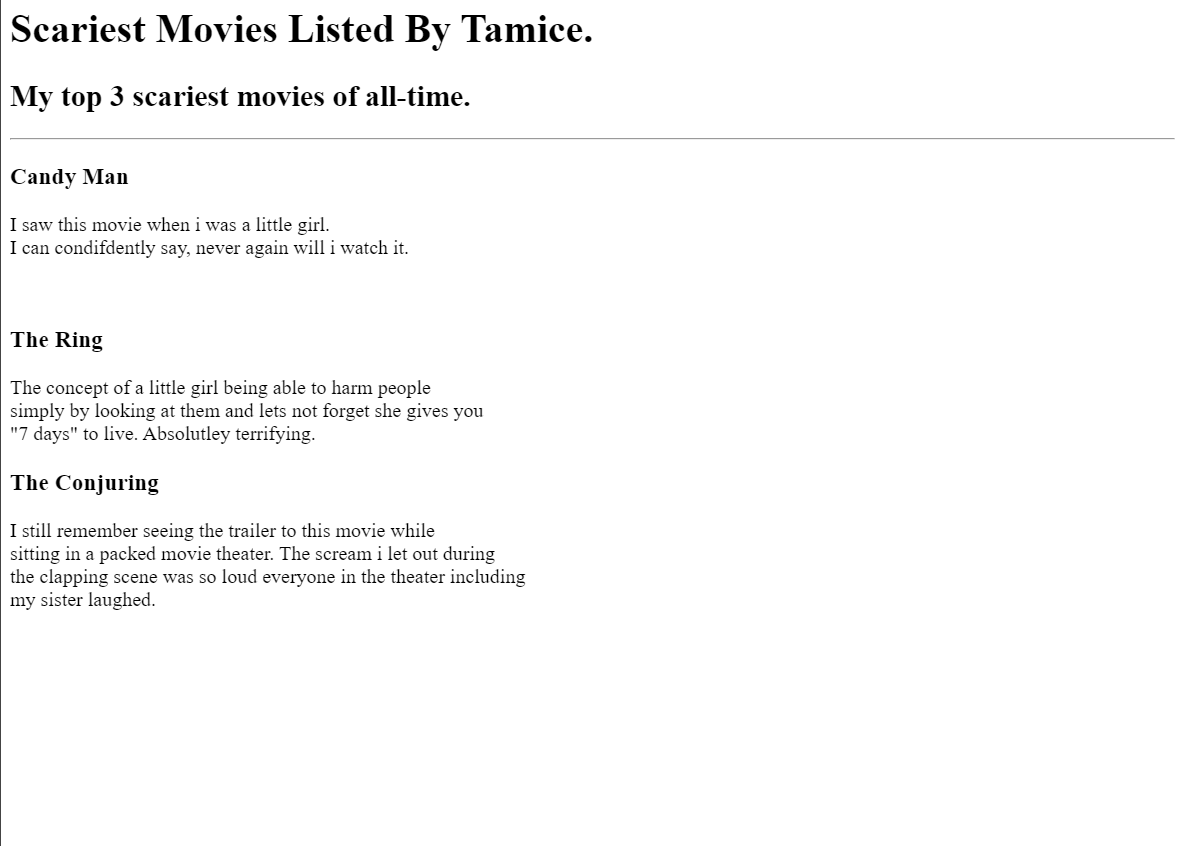 Scariest Movies Listed By Tamice.
My top 3 scariest movies of all-time.
Candy Man
I saw this movie when i was a little girl.
I can condifdently say, never again will i watch it.
The Ring
The concept of a little girl being able to harm people
simply by looking at them and lets not forget she gives you
"7 days" to live. Absolutley terrifying.
The Conjuring
I still remember seeing the trailer to this movie while
sitting in a packed movie theater. The scream i let out during
the clapping scene was so loud everyone in the theater including
my sister laughed.